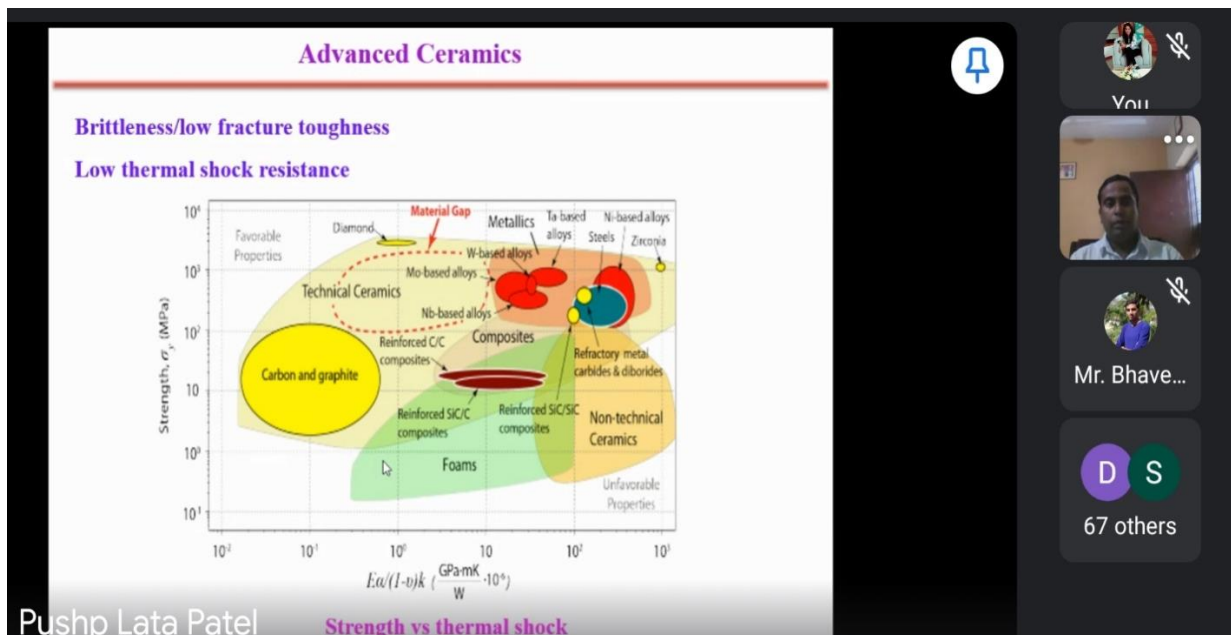 Advanced Ceramics
Brittleness/low fracture toughness
Low thermal shock resistance
Material Gap
Favorable
Properties
Diamond
Metallics
Ta-based
alloys
Ni-based alloys
Steels
Zirconia
W-based alloys
Mo-based alloys
Technical Ceramics
Nb-based alloys
Composites
Reinforced C/C
composites
Refractory metal
carbides & diborides
Carbon and graphite
Reinforced SiC/C
composites
Reinforced SiC/SiC
composites
Non-technical
Ceramics
Foams
Unfavorable
Properties
Strength, σy (MPa)
10⁴
10³
10²
10
10⁰
10¹
10⁻² 10⁻¹ 10⁰ 10 10² 10³
Eα/(1-υ)k (GPa·mK/W ·10⁻⁶)
Strength vs thermal shock
Pushp Lata Patel
You
Mr. Bhave...
D S
67 others